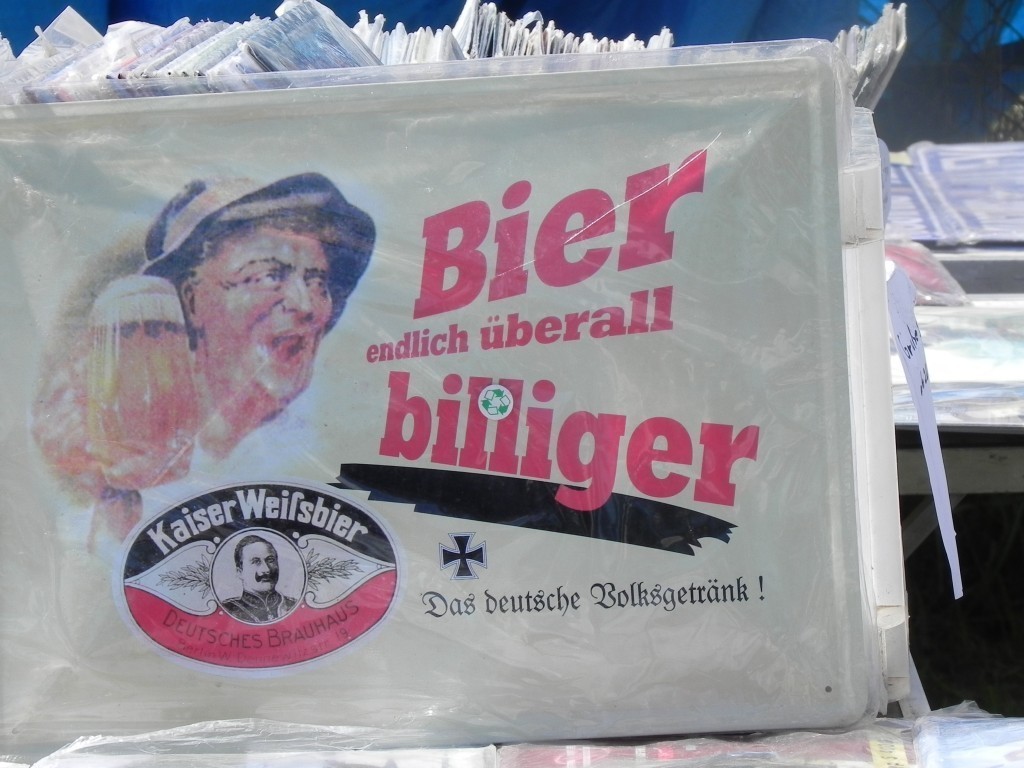 Bier
endlich überall
billiger
Kaiser Weiſsbier
DEUTSCHES BRAUHAUS
Das deutsche Volksgetränk !